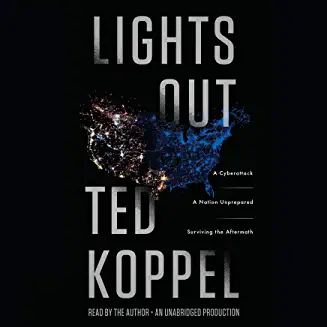 LIGHTS
OUT
A Cyberattack
A Nation Unprepared
Surviving the Aftermath
TED
KOPPEL
READ BY THE AUTHOR • AN UNABRIDGED PRODUCTION